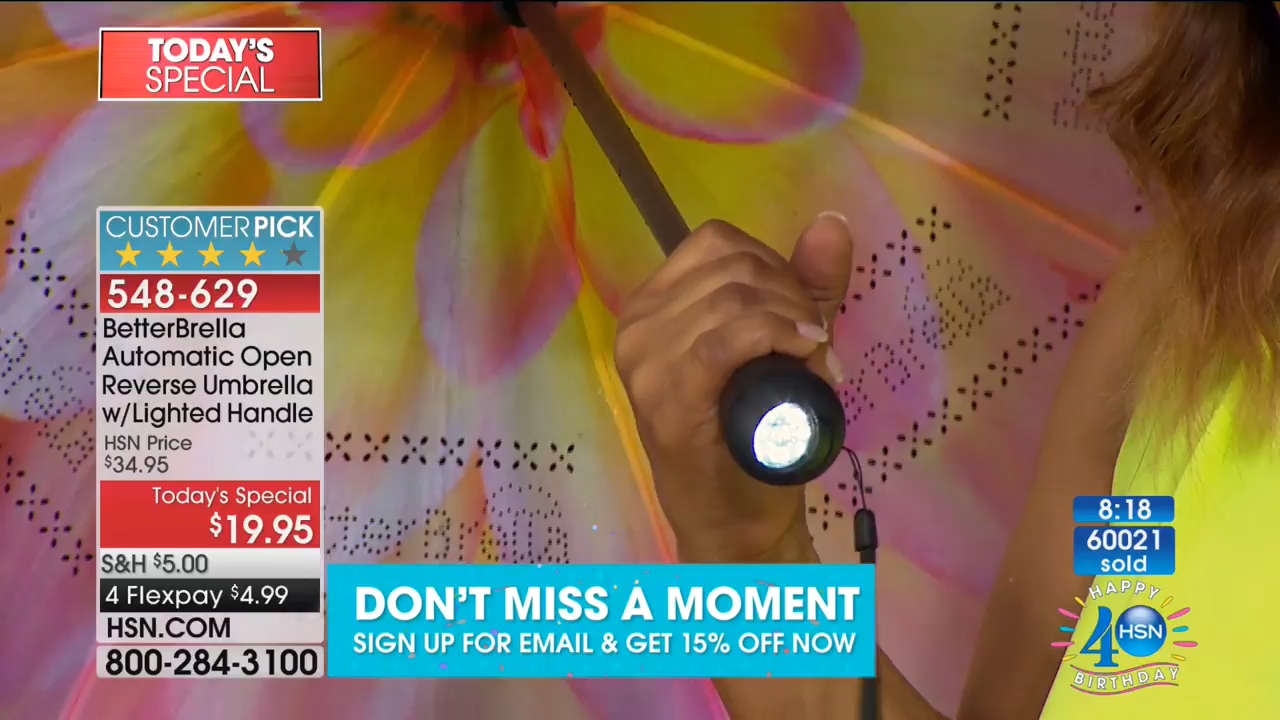 TODAY'S
SPECIAL
CUSTOMER PICK
548-629
BetterBrella
Automatic Open
Reverse Umbrella
w/Lighted Handle
HSN Price
$34.95
Today's Special
$19.95
S&H $5.00
4 Flexpay $4.99
HSN.COM
800-284-3100
DON'T MISS A MOMENT
SIGN UP FOR EMAIL & GET 15% OFF NOW
8:18
60021
sold
HAPPY
40
HSN
BIRTHDAY